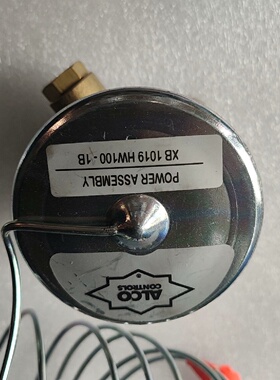 ALCO
CONTROLS
POWER ASSEMBLY
XB 1019 HW100 - 1B